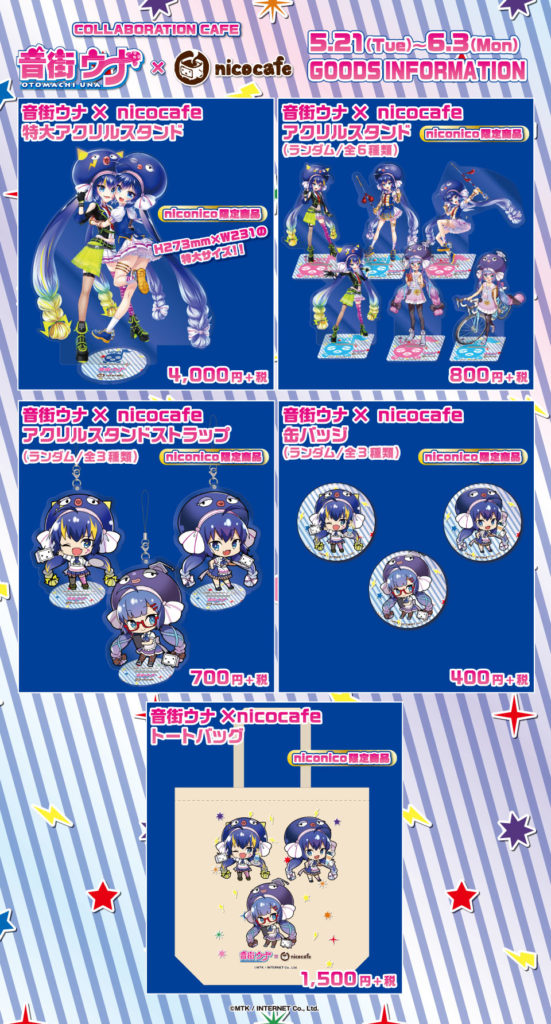 COLLABORATION CAFE
音街ウナ
OTOMACHI UNA
×
nicocafe
5.21(Tue)~6.3(Mon)
GOODS INFORMATION
音街ウナ × nicocafe
特大アクリルスタンド
niconico限定商品
H273mm×W231mm
特大サイズ!!
4,000円+税
音街ウナ × nicocafe
アクリルスタンド
(ランダム/全6種類)
niconico限定商品
800円+税
音街ウナ × nicocafe
アクリルスタンドストラップ
(ランダム/全3種類)
niconico限定商品
700円+税
音街ウナ × nicocafe
缶バッジ
(ランダム/全3種類)
niconico限定商品
400円+税
音街ウナ ×nicocafe
トートバッグ
niconico限定商品
音街ウナ × nicocafe
©MTK / INTERNET Co., Ltd.
1,500円+税
©MTK / INTERNET Co., Ltd.